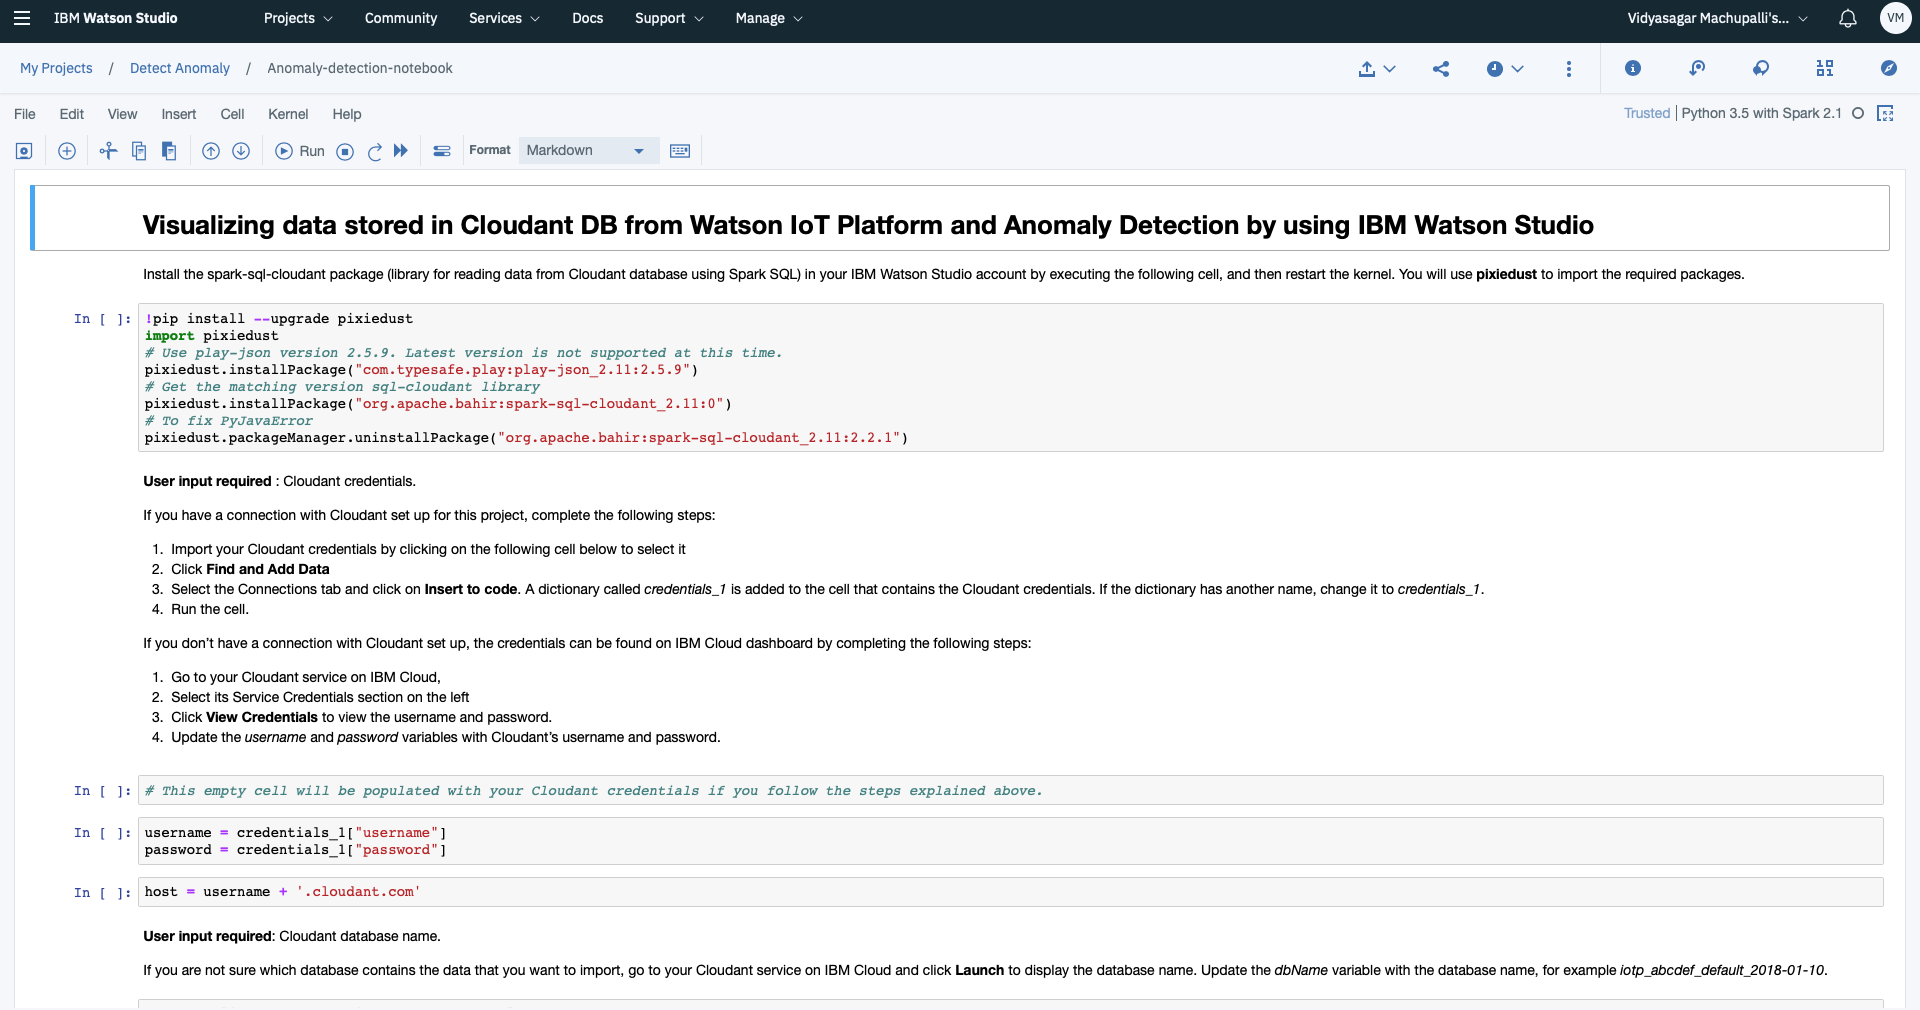 IBM Watson Studio Projects Community Services Docs Support Manage Vidyasagar Machupalli's... VM
My Projects / Detect Anomaly / Anomaly-detection-notebook
File Edit View Insert Cell Kernel Help Trusted | Python 3.5 with Spark 2.1
Run Format Markdown
Visualizing data stored in Cloudant DB from Watson IoT Platform and Anomaly Detection by using IBM Watson Studio
Install the spark-sql-cloudant package (library for reading data from Cloudant database using Spark SQL) in your IBM Watson Studio account by executing the following cell, and then restart the kernel. You will use pixiedust to import the required packages.
In [ ]: !pip install --upgrade pixiedust
import pixiedust
# Use play-json version 2.5.9. Latest version is not supported at this time.
pixiedust.installPackage("com.typesafe.play:play-json_2.11:2.5.9")
# Get the matching version sql-cloudant library
pixiedust.installPackage("org.apache.bahir:spark-sql-cloudant_2.11:0")
# To fix PyJavaError
pixiedust.packageManager.uninstallPackage("org.apache.bahir:spark-sql-cloudant_2.11:2.2.1")
User input required : Cloudant credentials.
If you have a connection with Cloudant set up for this project, complete the following steps:
1. Import your Cloudant credentials by clicking on the following cell below to select it
2. Click Find and Add Data
3. Select the Connections tab and click on Insert to code. A dictionary called credentials_1 is added to the cell that contains the Cloudant credentials. If the dictionary has another name, change it to credentials_1.
4. Run the cell.
If you don't have a connection with Cloudant set up, the credentials can be found on IBM Cloud dashboard by completing the following steps:
1. Go to your Cloudant service on IBM Cloud,
2. Select its Service Credentials section on the left
3. Click View Credentials to view the username and password.
4. Update the username and password variables with Cloudant's username and password.
In [ ]: # This empty cell will be populated with your Cloudant credentials if you follow the steps explained above.
In [ ]: username = credentials_1["username"]
password = credentials_1["password"]
In [ ]: host = username + '.cloudant.com'
User input required: Cloudant database name.
If you are not sure which database contains the data that you want to import, go to your Cloudant service on IBM Cloud and click Launch to display the database name. Update the dbName variable with the database name, for example iotp_abcdef_default_2018-01-10.